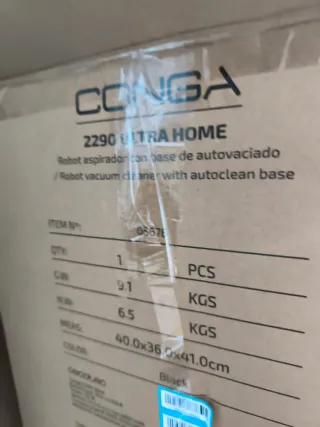 CONGA
2290 ULTRA HOME
Robot aspirador con base de autovaciado
/ Robot vacuum cleaner with autoclean base
ITEM Nº:
QTY: 1 PCS
G.W: 9.1 KGS
N.W: 6.5 KGS
MEAS: 40.0x36.0x41.0cm
COLOR: Black